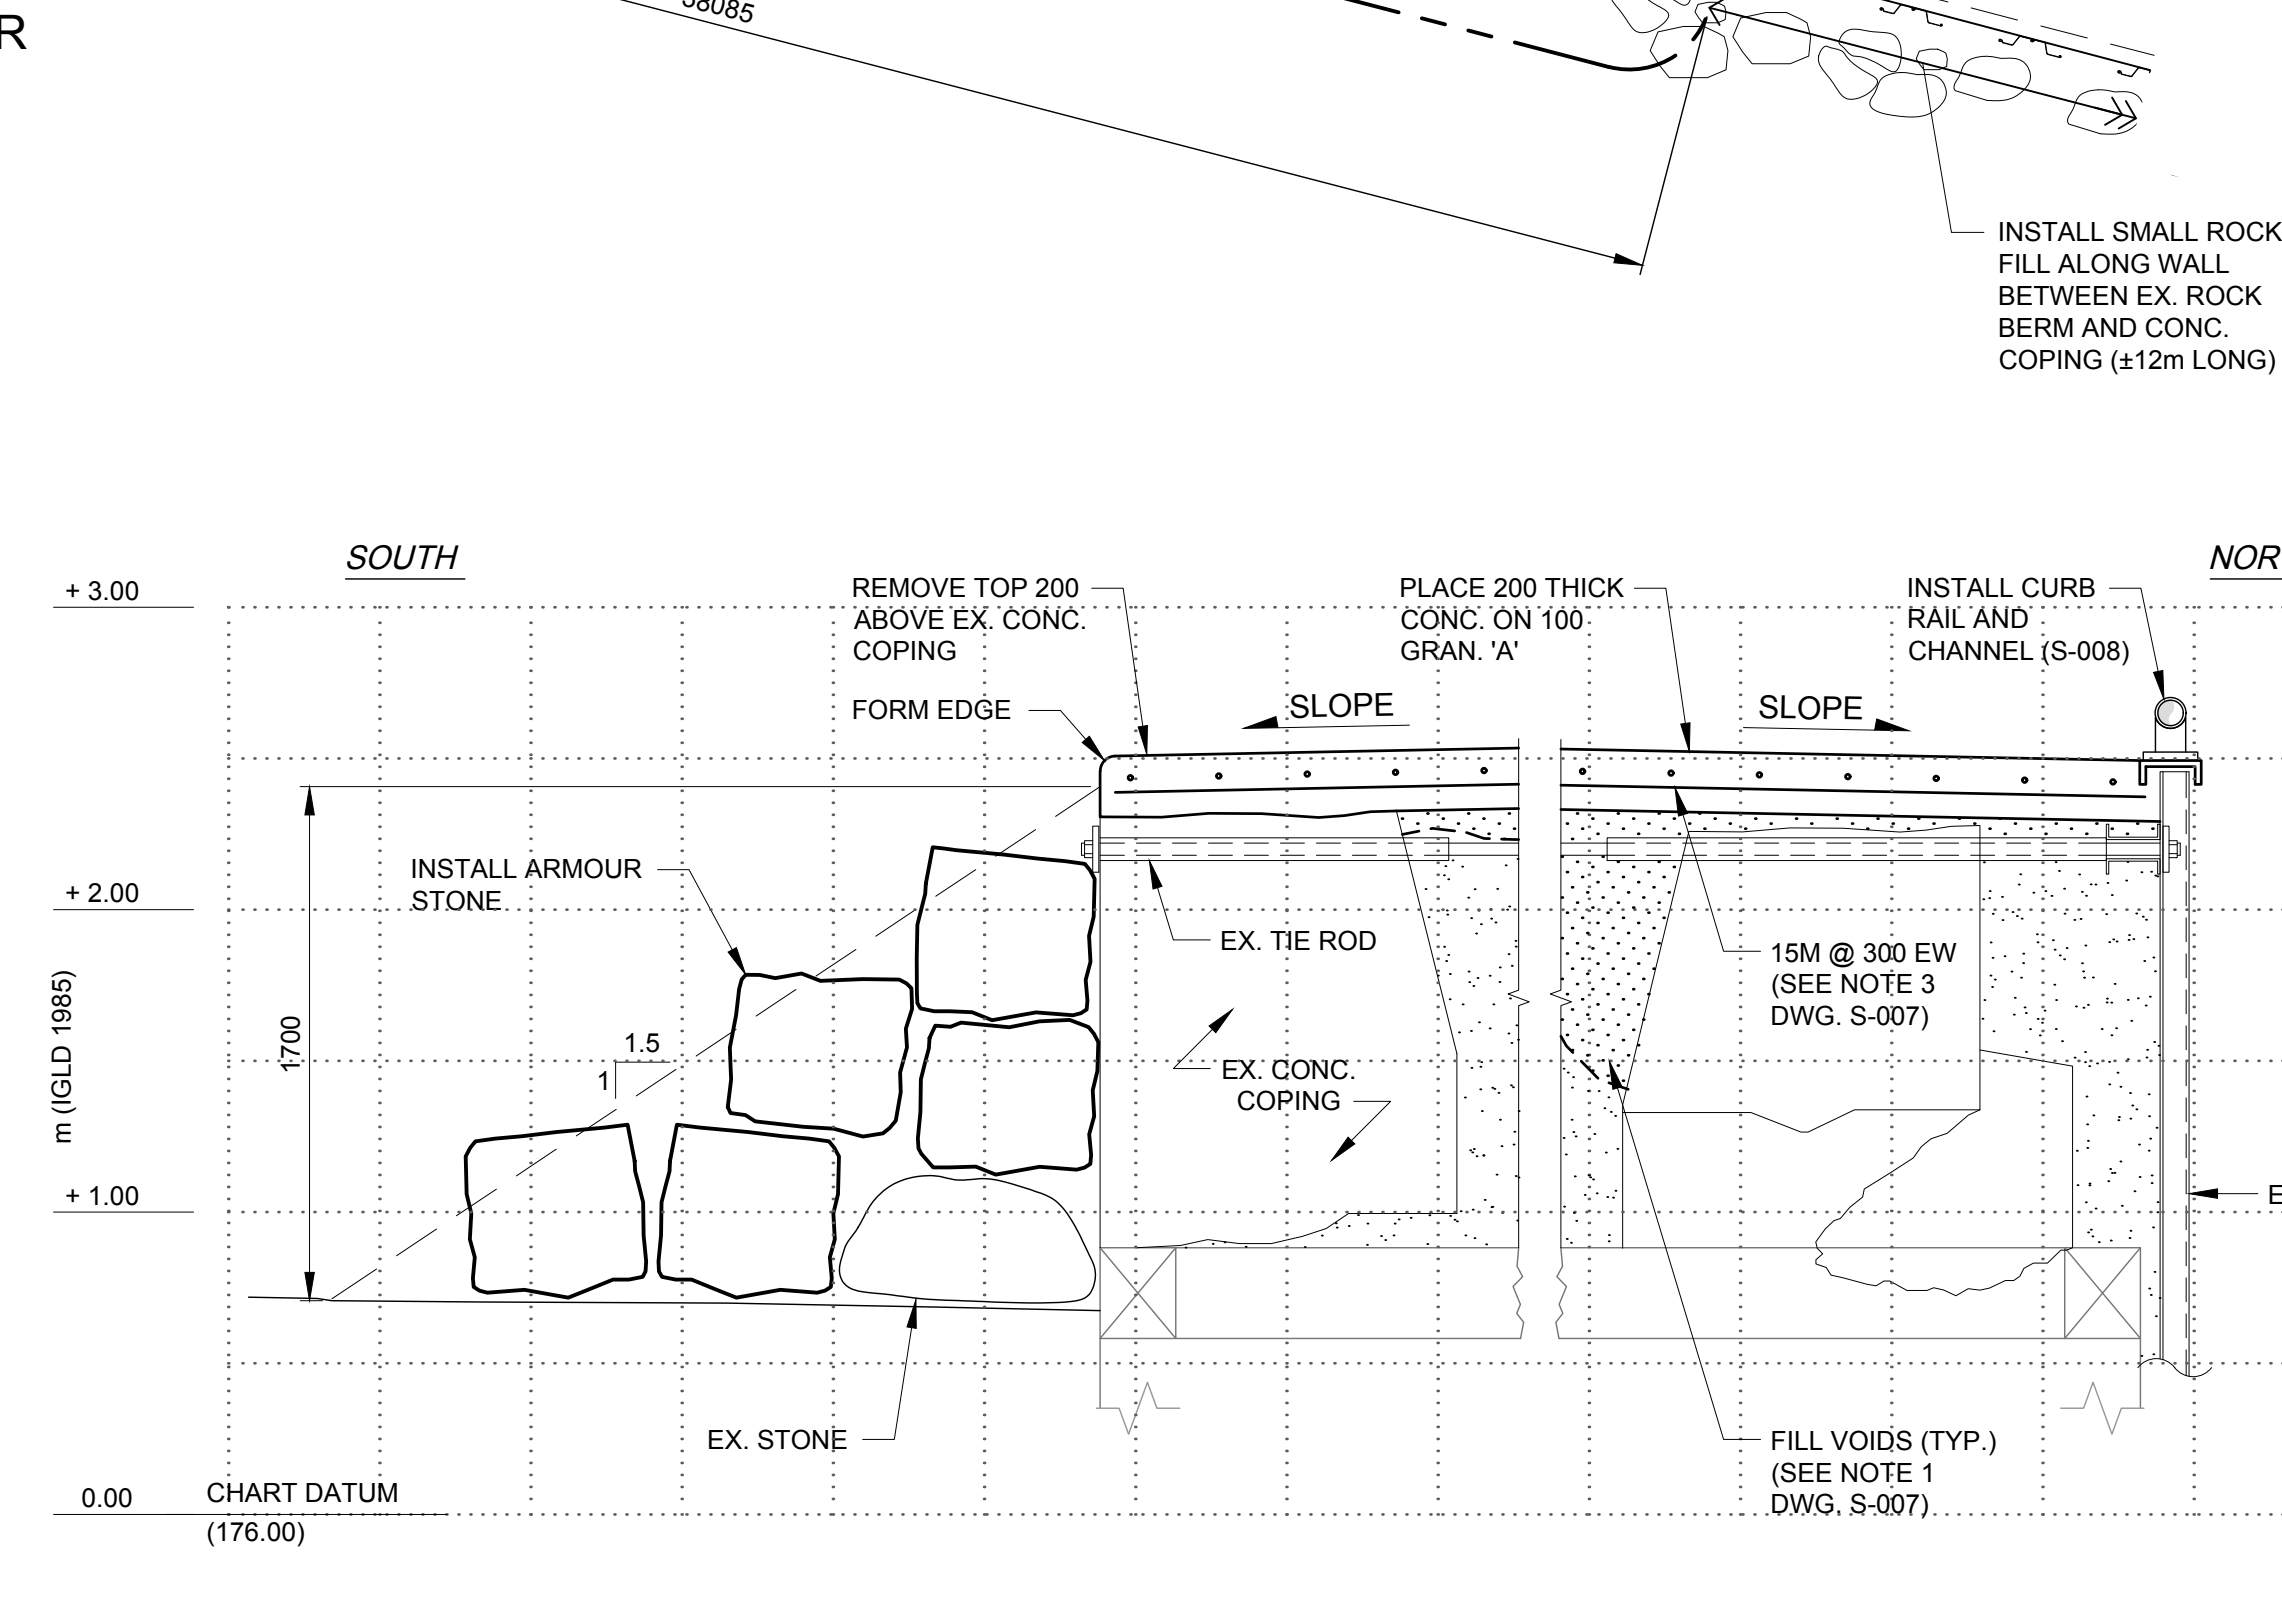 R
38085
INSTALL SMALL ROCK
FILL ALONG WALL
BETWEEN EX. ROCK
BERM AND CONC.
COPING (±12m LONG)
SOUTH
NOR
+ 3.00
REMOVE TOP 200
ABOVE EX. CONC.
COPING
PLACE 200 THICK
CONC. ON 100
GRAN. 'A'
INSTALL CURB
RAIL AND
CHANNEL (S-008)
FORM EDGE
SLOPE
SLOPE
INSTALL ARMOUR
STONE
+ 2.00
EX. TIE ROD
15M @ 300 EW
(SEE NOTE 3
DWG. S-007)
m (IGLD 1985)
1700
1.5
1
EX. CONC.
COPING
+ 1.00
E
EX. STONE
FILL VOIDS (TYP.)
(SEE NOTE 1
DWG. S-007)
0.00
CHART DATUM
(176.00)